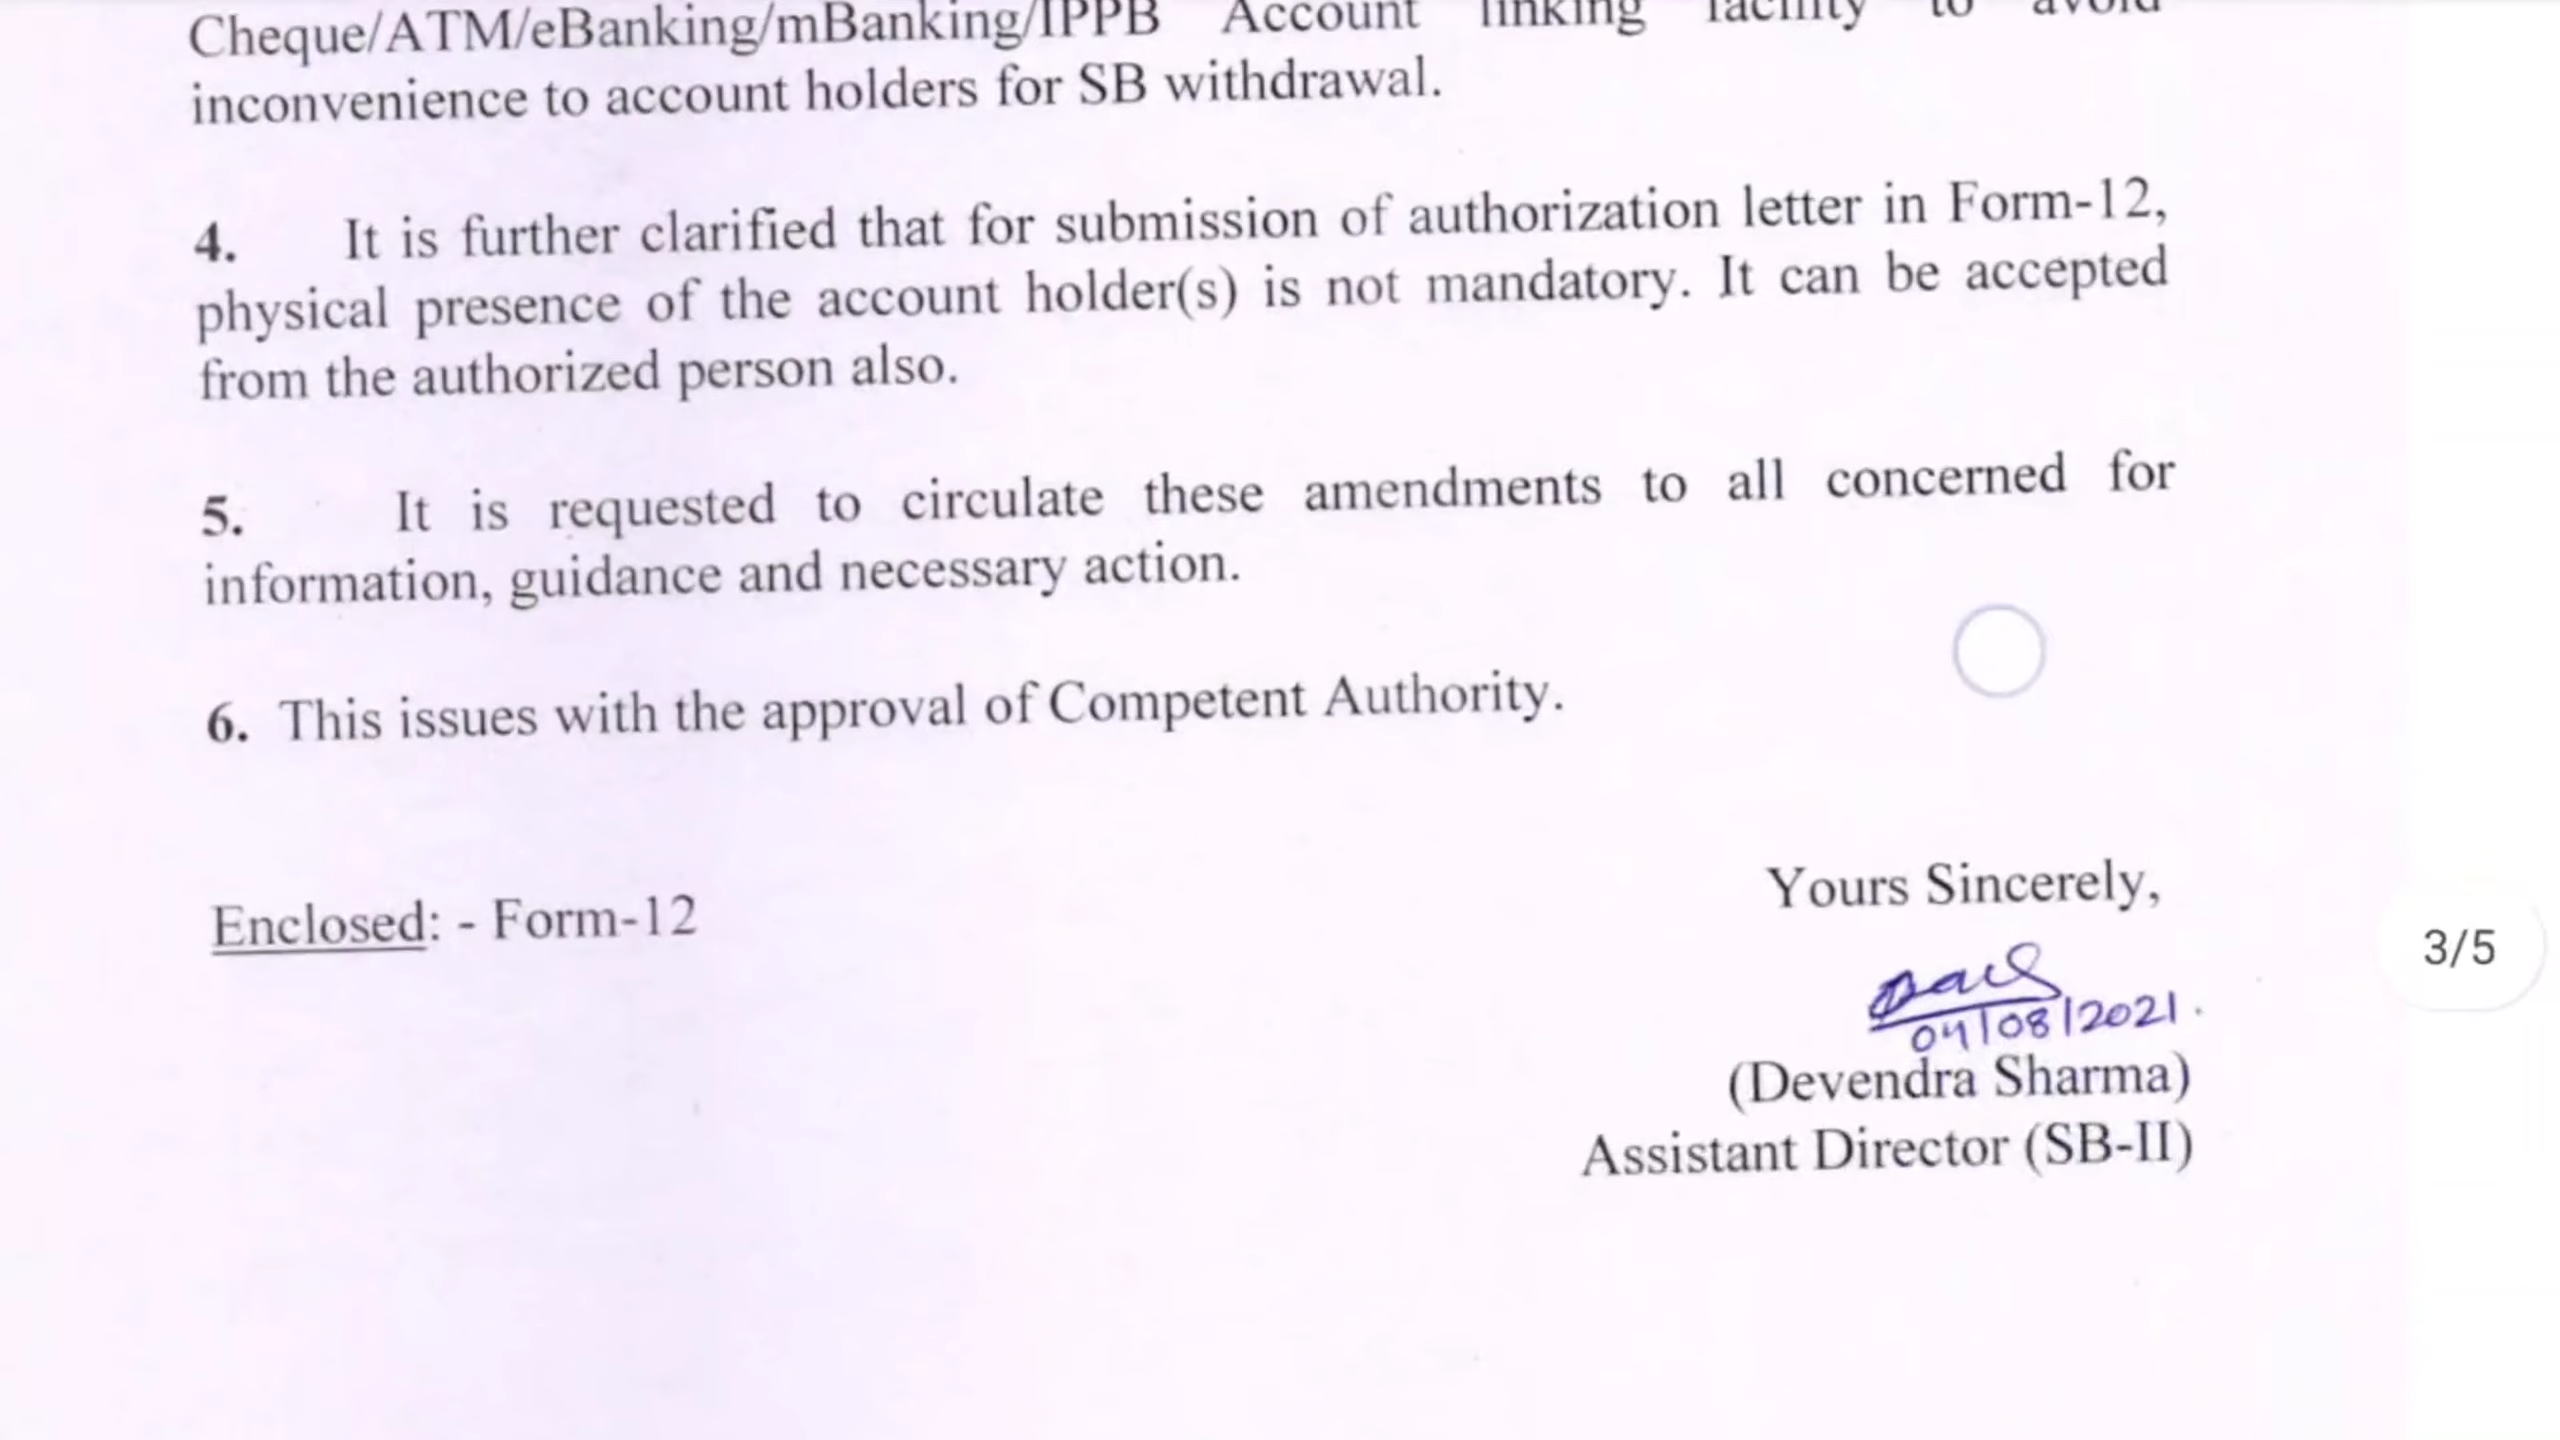 Cheque/ATM/eBanking/mBanking/IPPB Account linking facility to avoid
inconvenience to account holders for SB withdrawal.
4. It is further clarified that for submission of authorization letter in Form-12,
physical presence of the account holder(s) is not mandatory. It can be accepted
from the authorized person also.
5. It is requested to circulate these amendments to all concerned for
information, guidance and necessary action.
6. This issues with the approval of Competent Authority.
Yours Sincerely,
Enclosed: - Form-12
3/5
04/08/2021.
(Devendra Sharma)
Assistant Director (SB-II)